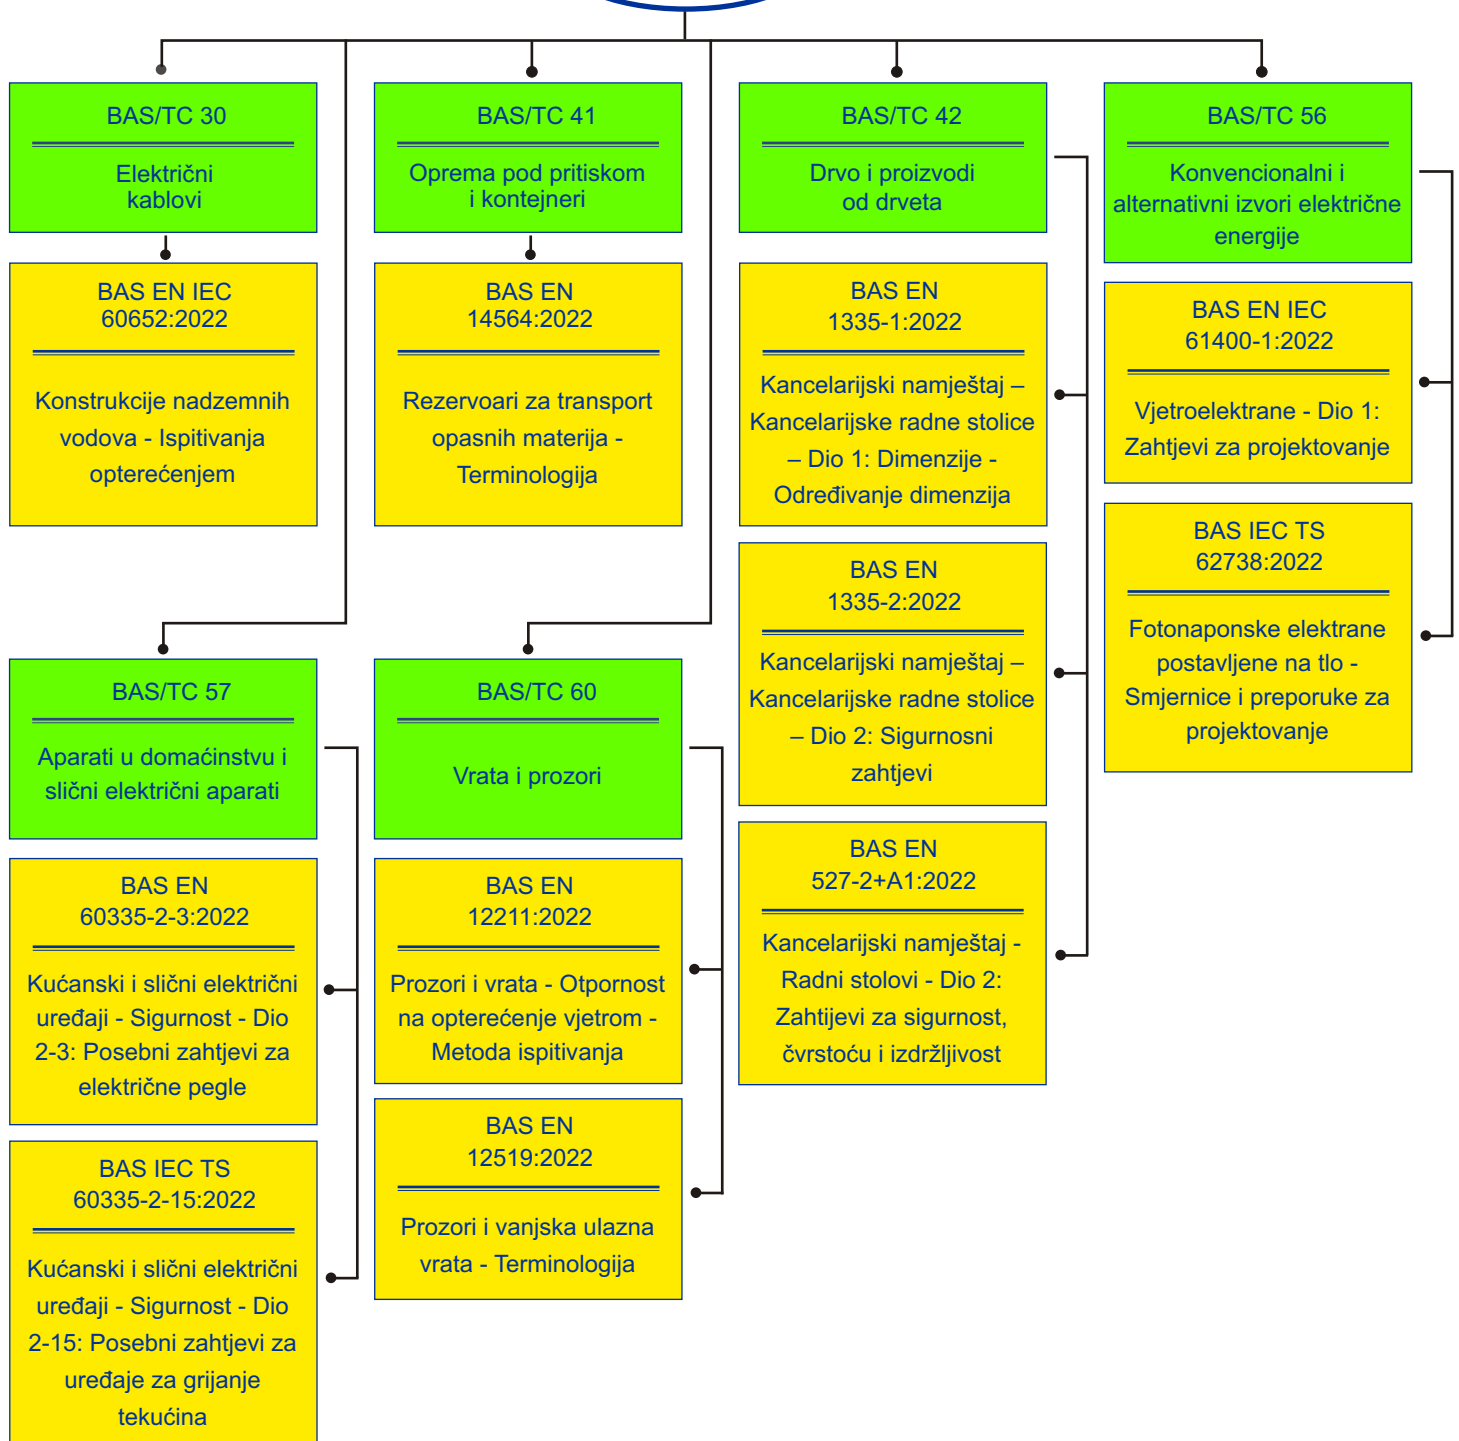 BAS/TC 30
Električni
kablovi
BAS EN IEC
60652:2022
Konstrukcije nadzemnih
vodova - Ispitivanja
opterećenjem
BAS/TC 41
Oprema pod pritiskom
i kontejneri
BAS EN
14564:2022
Rezervoari za transport
opasnih materija -
Terminologija
BAS/TC 42
Drvo i proizvodi
od drveta
BAS EN
1335-1:2022
Kancelarijski namještaj –
Kancelarijske radne stolice
– Dio 1: Dimenzije -
Određivanje dimenzija
BAS EN
1335-2:2022
Kancelarijski namještaj –
Kancelarijske radne stolice
– Dio 2: Sigurnosni
zahtjevi
BAS EN
527-2+A1:2022
Kancelarijski namještaj -
Radni stolovi - Dio 2:
Zahtijevi za sigurnost,
čvrstoću i izdržljivost
BAS/TC 56
Konvencionalni i
alternativni izvori električne
energije
BAS EN IEC
61400-1:2022
Vjetroelektrane - Dio 1:
Zahtjevi za projektovanje
BAS IEC TS
62738:2022
Fotonaponske elektrane
postavljene na tlo -
Smjernice i preporuke za
projektovanje
BAS/TC 57
Aparati u domaćinstvu i
slični električni aparati
BAS EN
60335-2-3:2022
Kućanski i slični električni
uređaji - Sigurnost - Dio
2-3: Posebni zahtjevi za
električne pegle
BAS IEC TS
60335-2-15:2022
Kućanski i slični električni
uređaji - Sigurnost - Dio
2-15: Posebni zahtjevi za
uređaje za grijanje
tekućina
BAS/TC 60
Vrata i prozori
BAS EN
12211:2022
Prozori i vrata - Otpornost
na opterećenje vjetrom -
Metoda ispitivanja
BAS EN
12519:2022
Prozori i vanjska ulazna
vrata - Terminologija